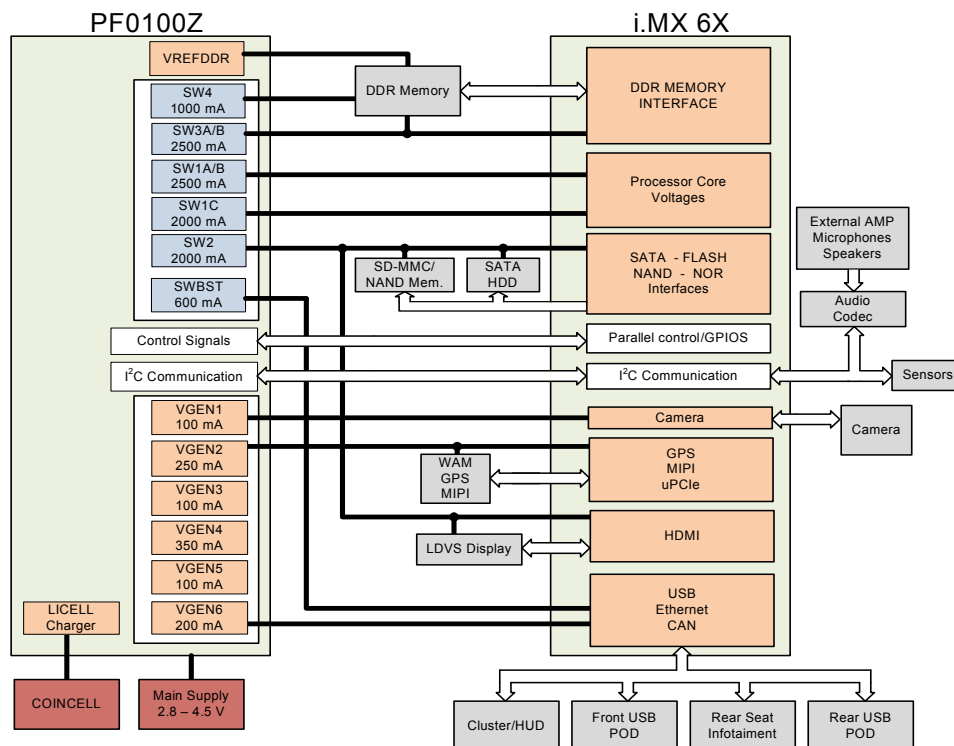 PF0100Z
i.MX 6X
VREFDDR
SW4
1000 mA
SW3A/B
2500 mA
SW1A/B
2500 mA
SW1C
2000 mA
SW2
2000 mA
SWBST
600 mA
Control Signals
I²C Communication
VGEN1
100 mA
VGEN2
250 mA
VGEN3
100 mA
VGEN4
350 mA
VGEN5
100 mA
VGEN6
200 mA
LICELL
Charger
COINCELL
Main Supply
2.8 – 4.5 V
DDR Memory
SD-MMC/
NAND Mem.
SATA
HDD
WAM
GPS
MIPI
LDVS Display
DDR MEMORY
INTERFACE
Processor Core
Voltages
SATA - FLASH
NAND - NOR
Interfaces
Parallel control/GPIOS
I²C Communication
Camera
GPS
MIPI
uPCIe
HDMI
USB
Ethernet
CAN
External AMP
Microphones
Speakers
Audio
Codec
Sensors
Camera
Cluster/HUD
Front USB
POD
Rear Seat
Infotaiment
Rear USB
POD